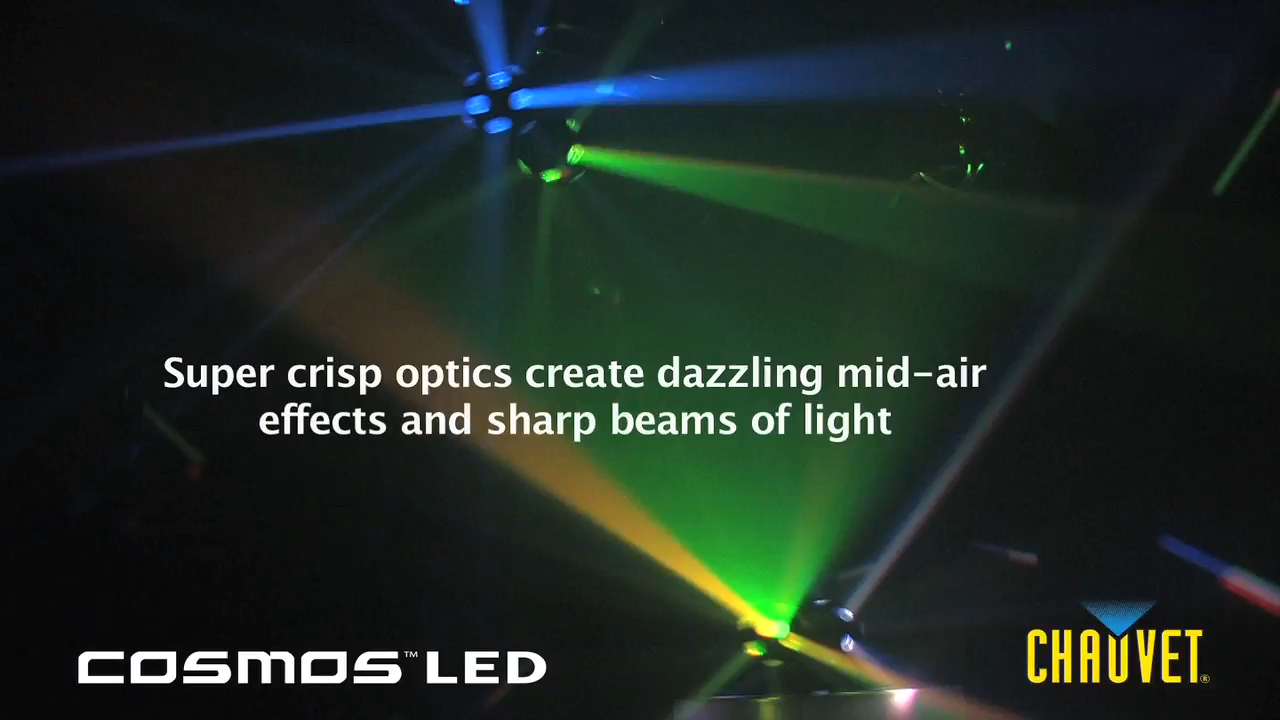 Super crisp optics create dazzling mid-air
effects and sharp beams of light
COSMOS™ LED
CHAUVET®